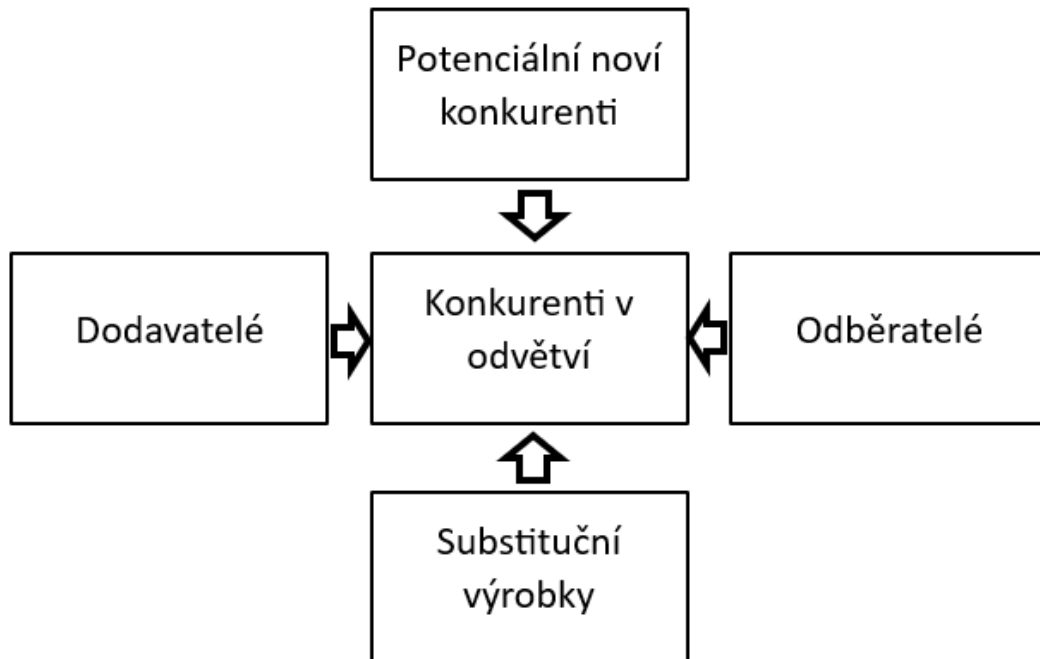 Potenciální noví
konkurenti
Dodavatelé
Konkurenti v
odvětví
Odběratelé
Substituční
výrobky